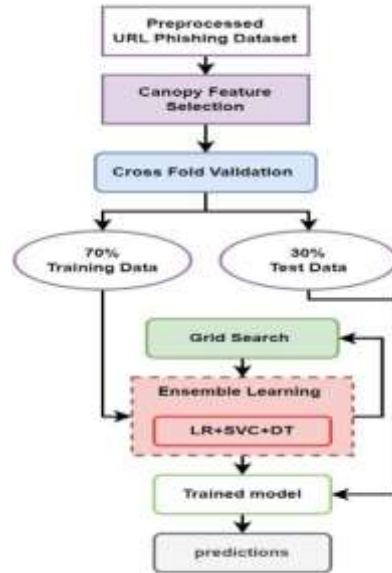 Preprocessed
URL Phishing Dataset
Canopy Feature
Selection
Cross Fold Validation
70%
Training Data
30%
Test Data
Grid Search
Ensemble Learning
LR+SVC+DT
Trained model
predictions